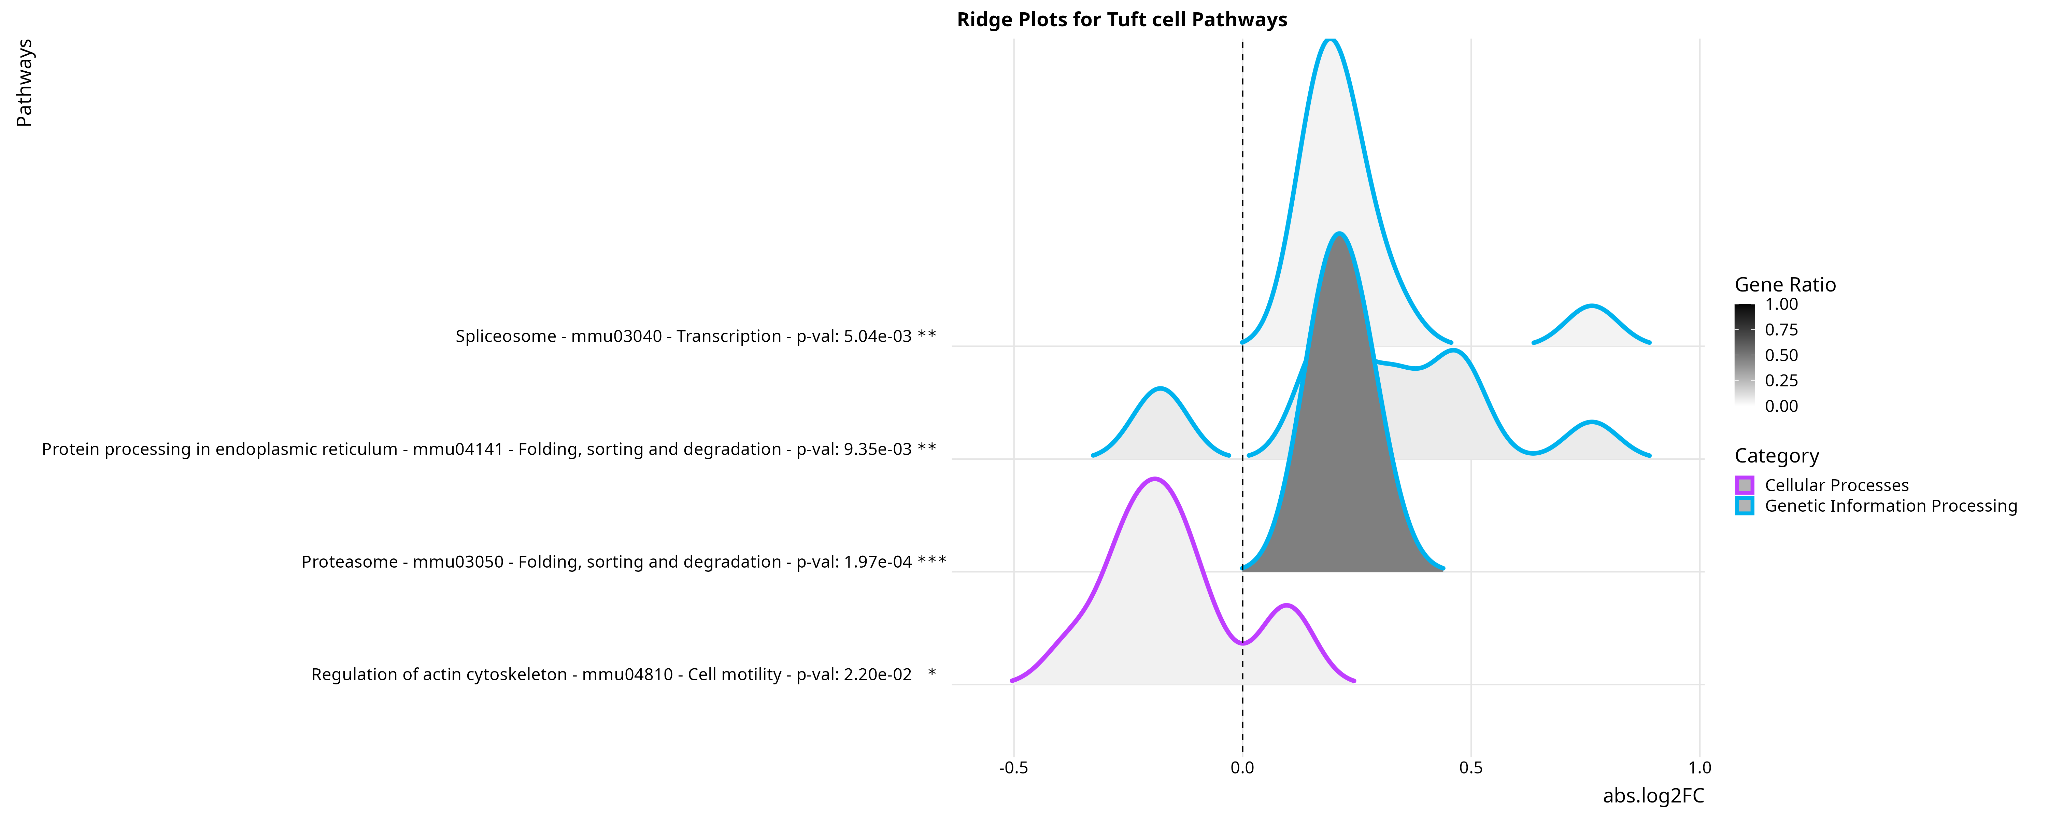 Ridge Plots for Tuft cell Pathways
Pathways
Spliceosome - mmu03040 - Transcription - p-val: 5.04e-03 **
Protein processing in endoplasmic reticulum - mmu04141 - Folding, sorting and degradation - p-val: 9.35e-03 **
Proteasome - mmu03050 - Folding, sorting and degradation - p-val: 1.97e-04 ***
Regulation of actin cytoskeleton - mmu04810 - Cell motility - p-val: 2.20e-02 *
-0.5 0.0 0.5 1.0
abs.log2FC
Gene Ratio
1.00
0.75
0.50
0.25
0.00
Category
Cellular Processes
Genetic Information Processing